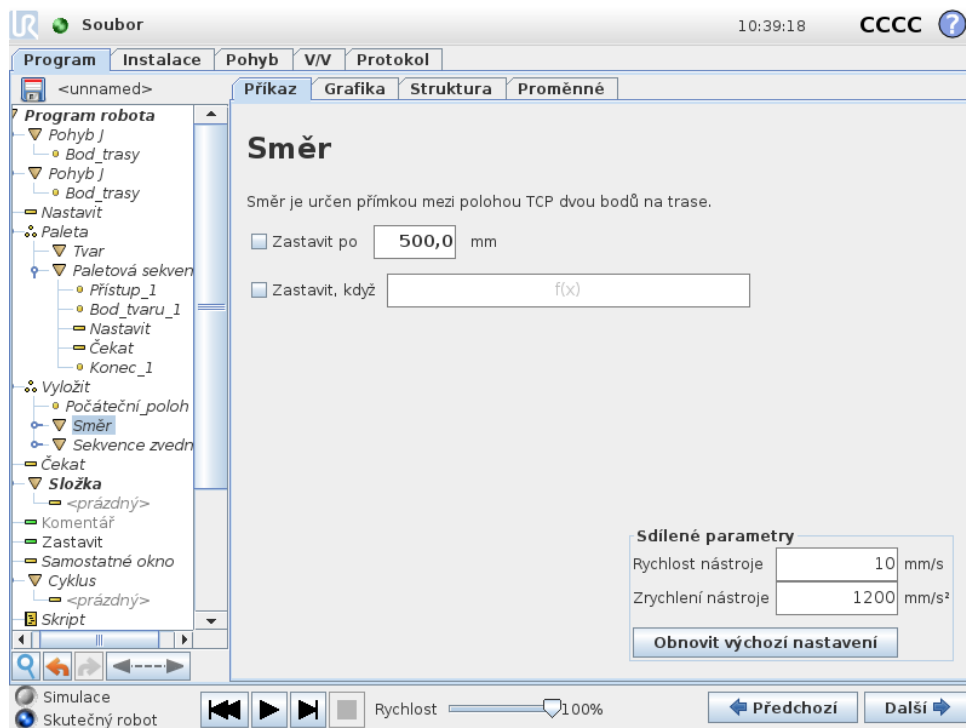 UR Soubor 10:39:18 CCCC ?
Program Instalace Pohyb V/V Protokol
<unnamed>
Příkaz Grafika Struktura Proměnné
Program robota
Pohyb J
Bod_trasy
Pohyb J
Bod_trasy
Nastavit
Paleta
Tvar
Paletová sekven
Přístup_1
Bod_tvaru_1
Nastavit
Čekat
Konec_1
Vyložit
Počáteční_poloh
Směr
Sekvence zvedn
Čekat
Složka
<prázdný>
Komentář
Zastavit
Samostatné okno
Cyklus
<prázdný>
Skript
Směr
Směr je určen přímkou mezi polohou TCP dvou bodů na trase.
Zastavit po 500,0 mm
Zastavit, když f(x)
Sdílené parametry
Rychlost nástroje 10 mm/s
Zrychlení nástroje 1200 mm/s²
Obnovit výchozí nastavení
Simulace
Skutečný robot
Rychlost 100%
Předchozí Další